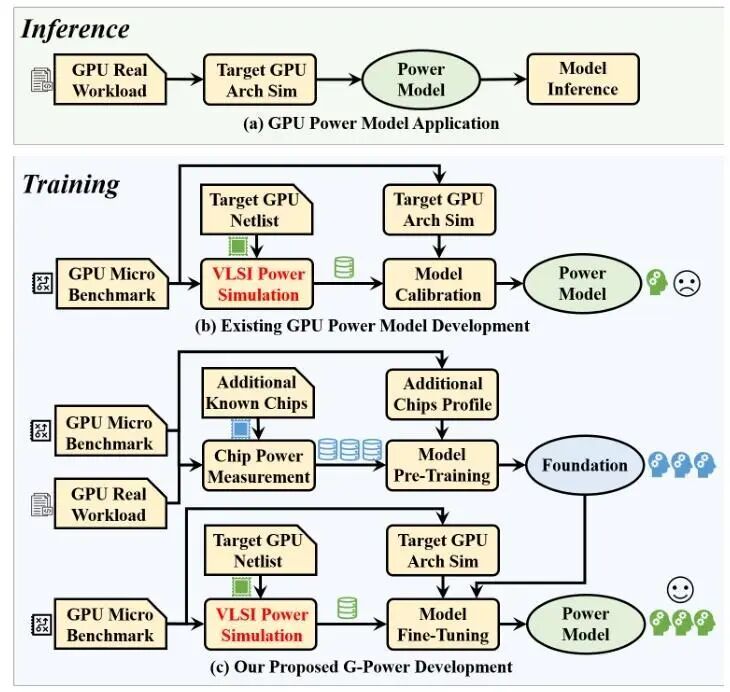 Inference
GPU Real
Workload
Target GPU
Arch Sim
Power
Model
Model
Inference
(a) GPU Power Model Application
Training
Target GPU
Netlist
Target GPU
Arch Sim
GPU Micro
Benchmark
VLSI Power
Simulation
Model
Calibration
Power
Model
(b) Existing GPU Power Model Development
Additional
Known Chips
Additional
Chips Profile
GPU Micro
Benchmark
Chip Power
Measurement
Model
Pre-Training
Foundation
GPU Real
Workload
Target GPU
Netlist
Target GPU
Arch Sim
GPU Micro
Benchmark
VLSI Power
Simulation
Model
Fine-Tuning
Power
Model
(c) Our Proposed G-Power Development